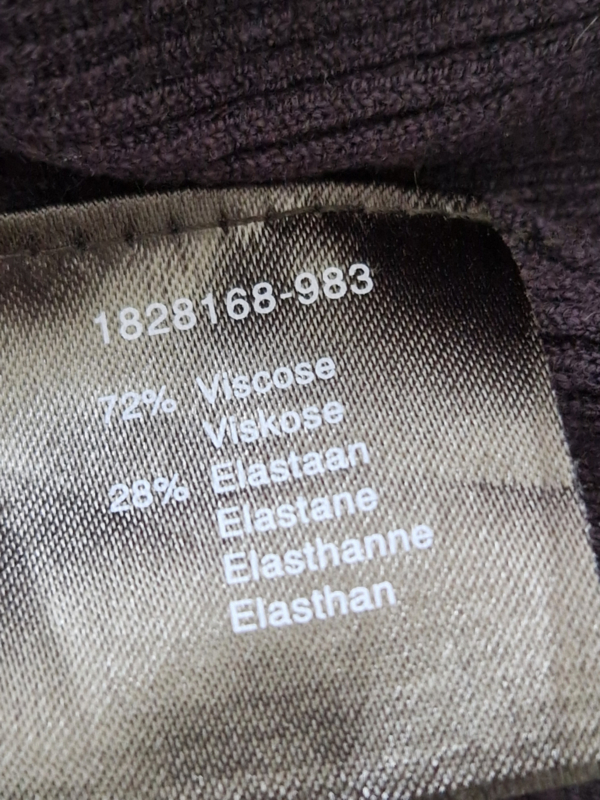 1828168-983
72% Viscose
Viskose
28% Elastaan
Elastane
Elasthanne
Elasthan